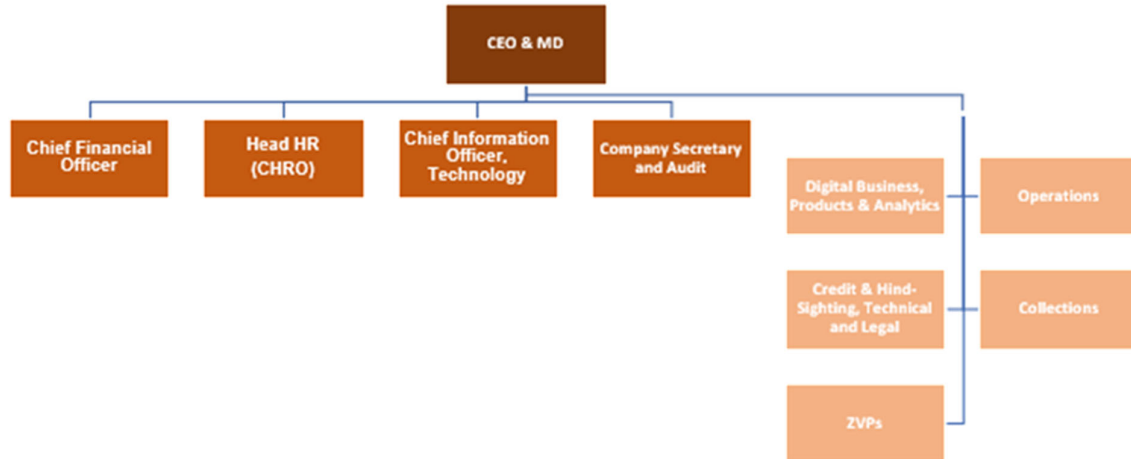 CEO & MD
Chief Financial
Officer
Head HR
(CHRO)
Chief Information
Officer,
Technology
Company Secretary
and Audit
Digital Business,
Products & Analytics
Operations
Credit & Hind-
Sighting, Technical
and Legal
Collections
ZVPs